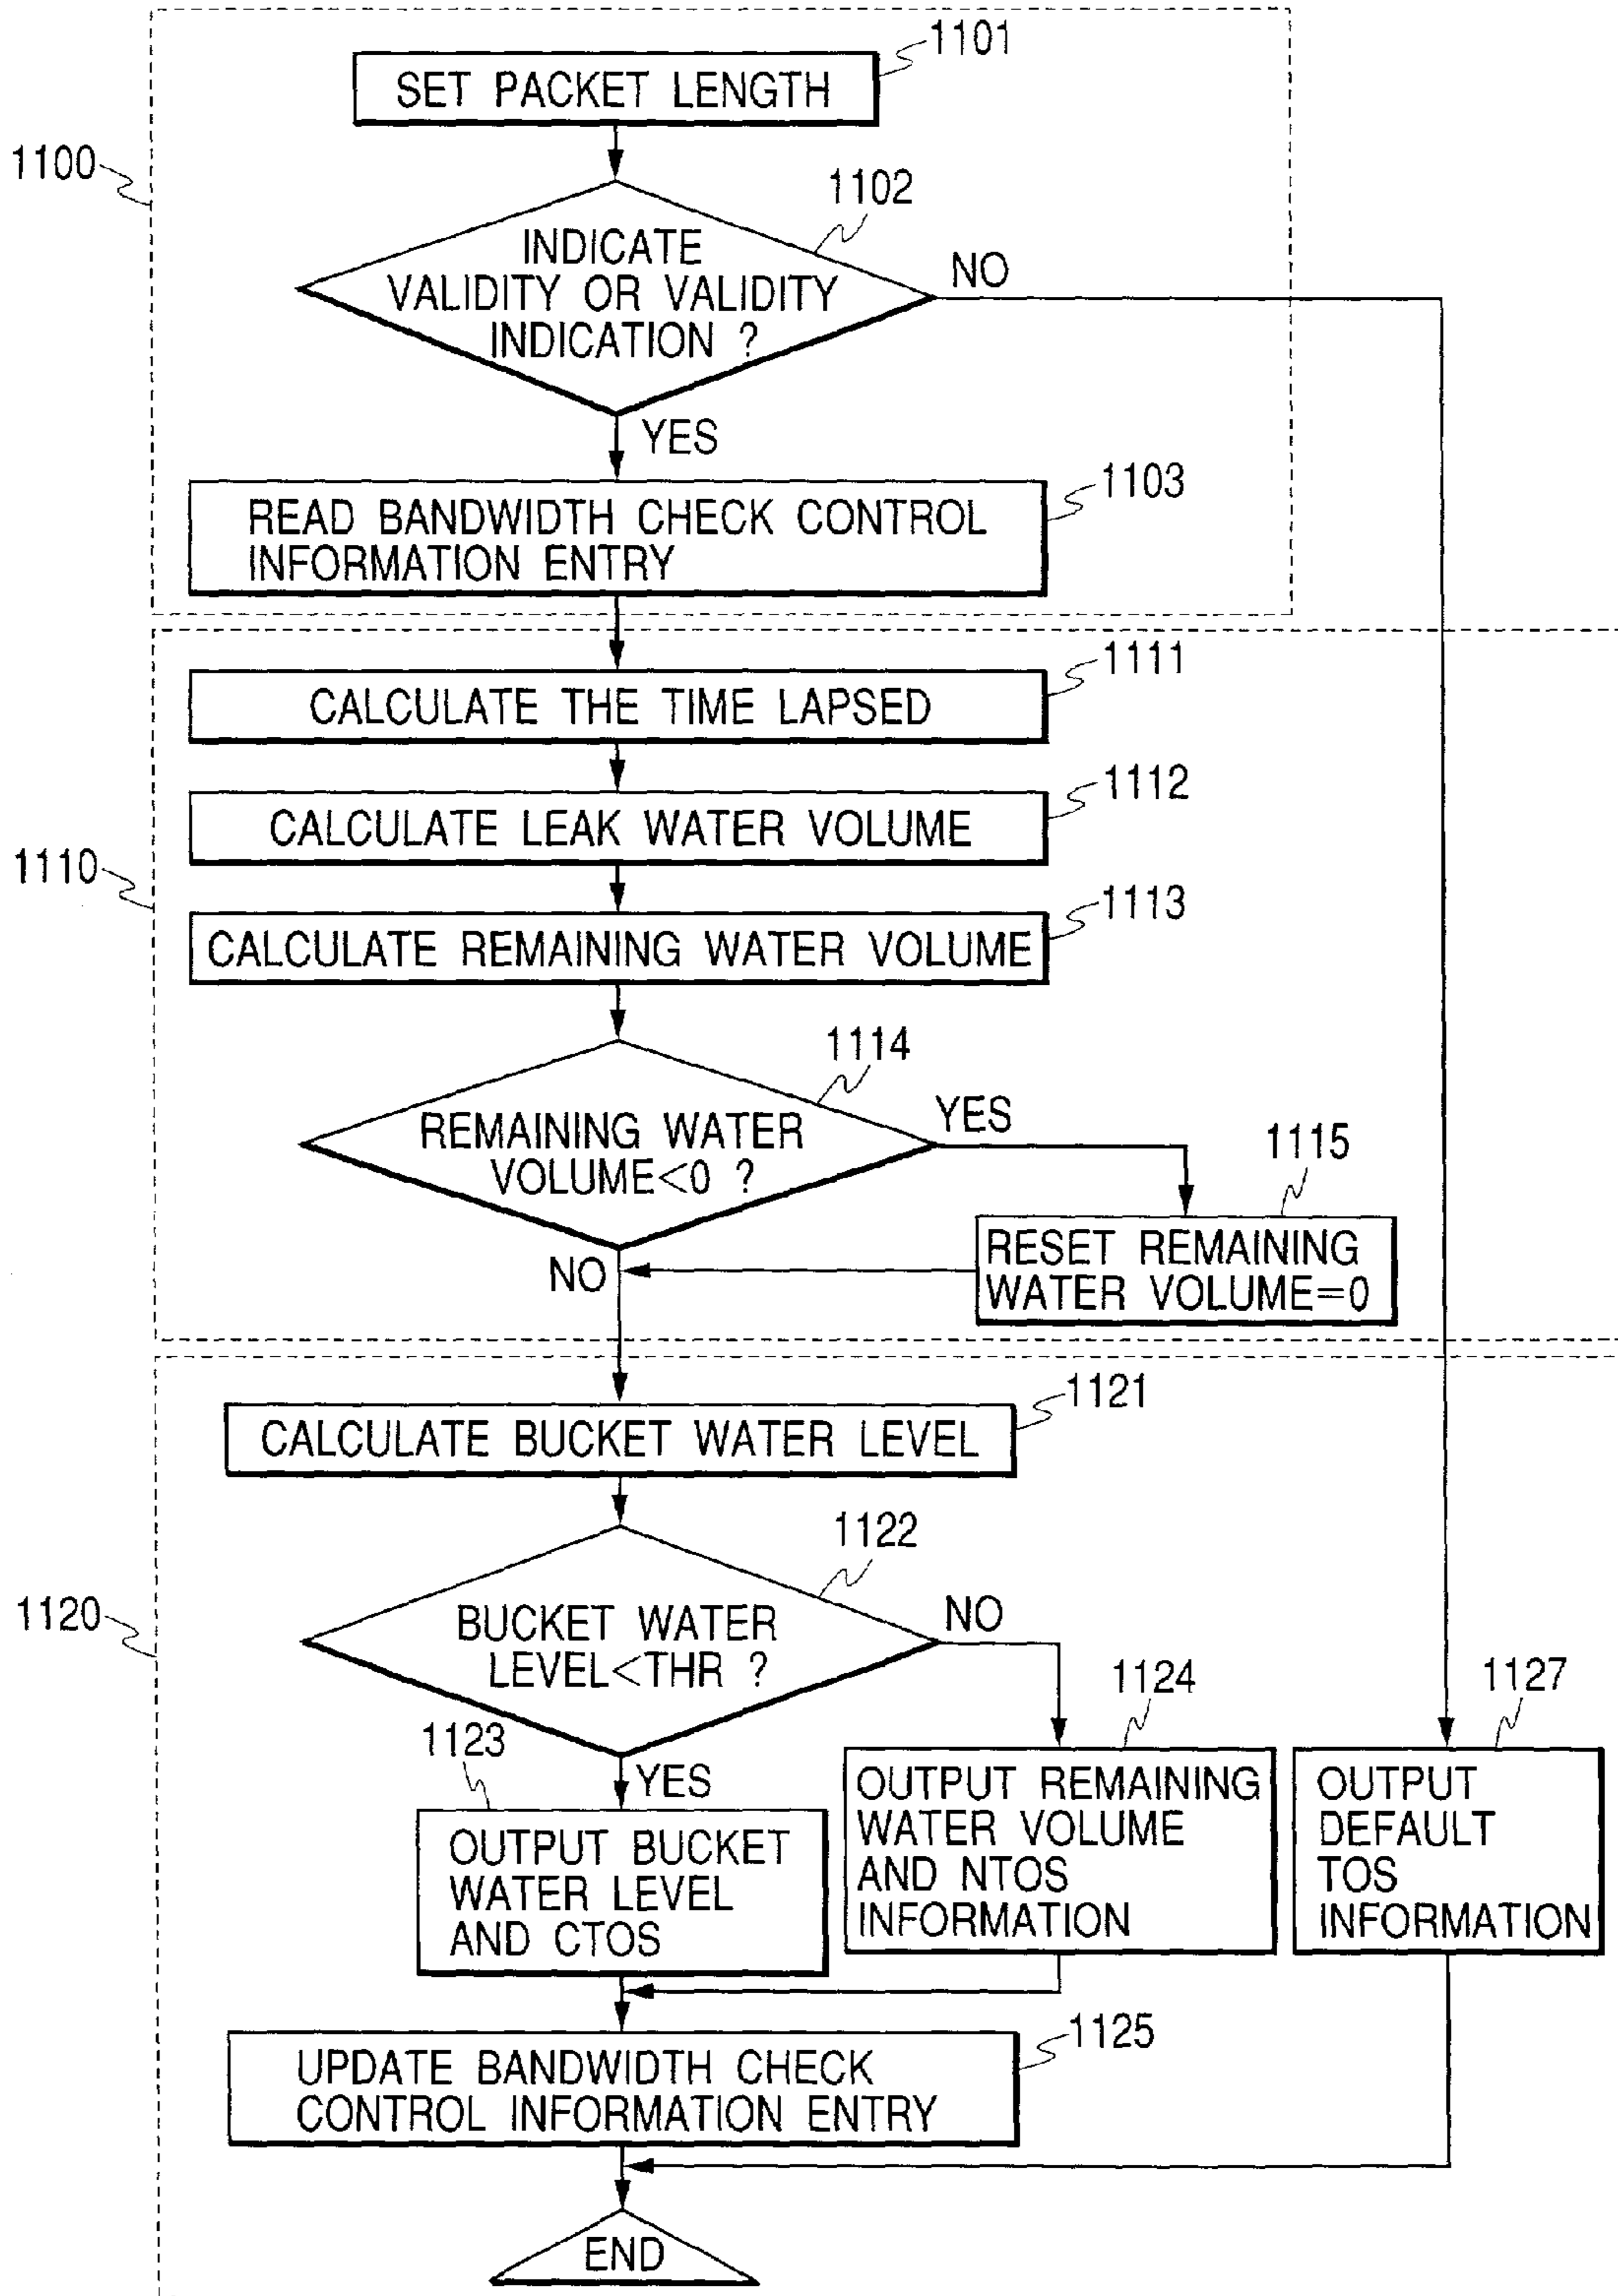 1101
SET PACKET LENGTH
1100
1102
INDICATE
VALIDITY OR VALIDITY
INDICATION ?
NO
YES
1103
READ BANDWIDTH CHECK CONTROL
INFORMATION ENTRY
1111
CALCULATE THE TIME LAPSED
1112
CALCULATE LEAK WATER VOLUME
1110
1113
CALCULATE REMAINING WATER VOLUME
1114
REMAINING WATER
VOLUME<0 ?
YES
1115
RESET REMAINING
WATER VOLUME=0
NO
1121
CALCULATE BUCKET WATER LEVEL
1122
1120
BUCKET WATER
LEVEL<THR ?
NO
1124
1127
1123
YES
OUTPUT BUCKET
WATER LEVEL
AND CTOS
OUTPUT REMAINING
WATER VOLUME
AND NTOS
INFORMATION
OUTPUT
DEFAULT
TOS
INFORMATION
1125
UPDATE BANDWIDTH CHECK
CONTROL INFORMATION ENTRY
END